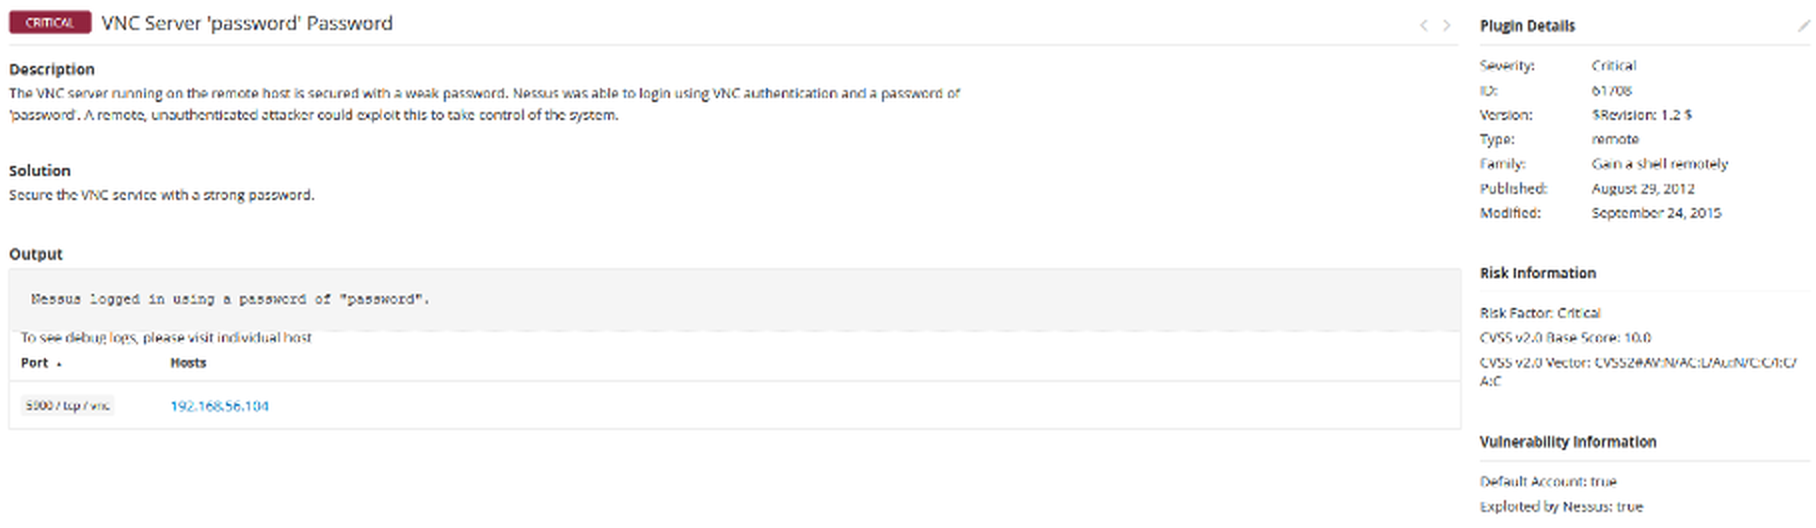 CRITICAL VNC Server 'password' Password
Description
The VNC server running on the remote host is secured with a weak password. Nessus was able to login using VNC authentication and a password of
'password'. A remote, unauthenticated attacker could exploit this to take control of the system.
Solution
Secure the VNC service with a strong password.
Output
Nessus logged in using a password of "password".
To see debug logs, please visit individual host
Port Hosts
5900 / tcp / vnc 192.168.56.104
Plugin Details
Severity: Critical
ID: 61708
Version: $Revision: 1.2 $
Type: remote
Family: Gain a shell remotely
Published: August 29, 2012
Modified: September 24, 2015
Risk Information
Risk Factor: Critical
CVSS v2.0 Base Score: 10.0
CVSS v2.0 Vector: CVSS2#AV:N/AC:L/Au:N/C:C/I:C/
A:C
Vulnerability Information
Default Account: true
Exploited by Nessus: true